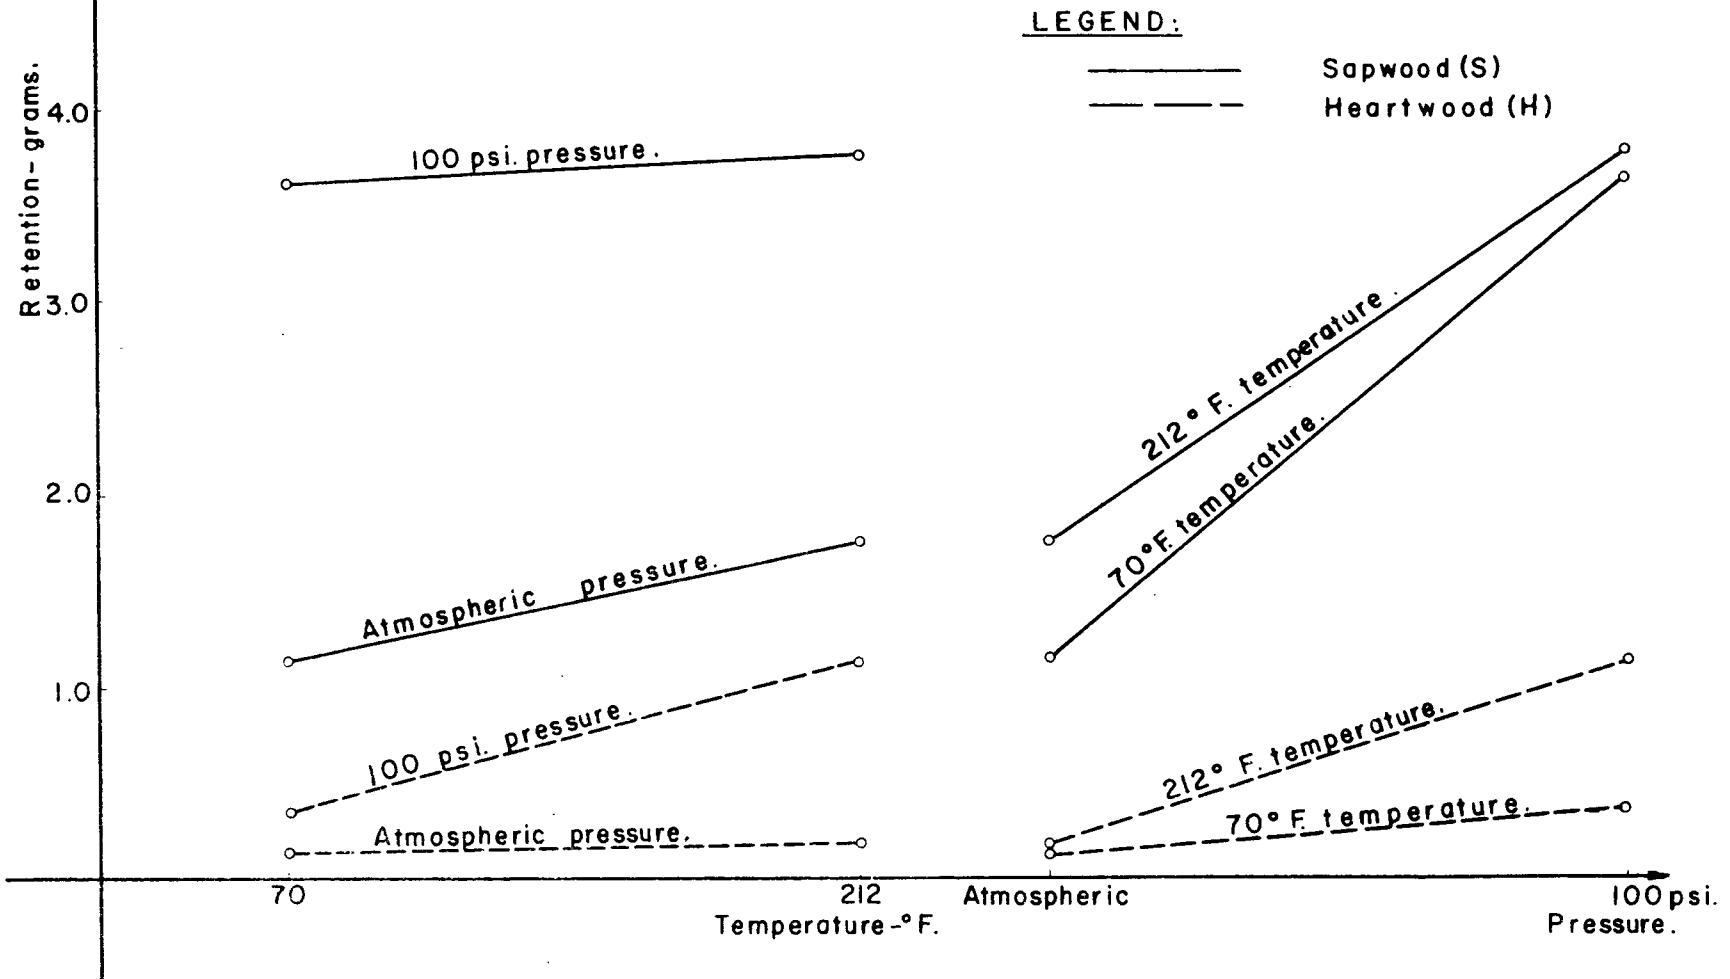 LEGEND:
Sapwood (S)
Heartwood (H)
Retention-grams.
4.0
3.0
2.0
1.0
100 psi. pressure.
Atmospheric pressure.
100 psi. pressure.
Atmospheric pressure.
212° F. temperature.
70°F. temperature.
212° F. temperature.
70° F. temperature.
70
212
Atmospheric
100 psi.
Temperature-°F.
Pressure.